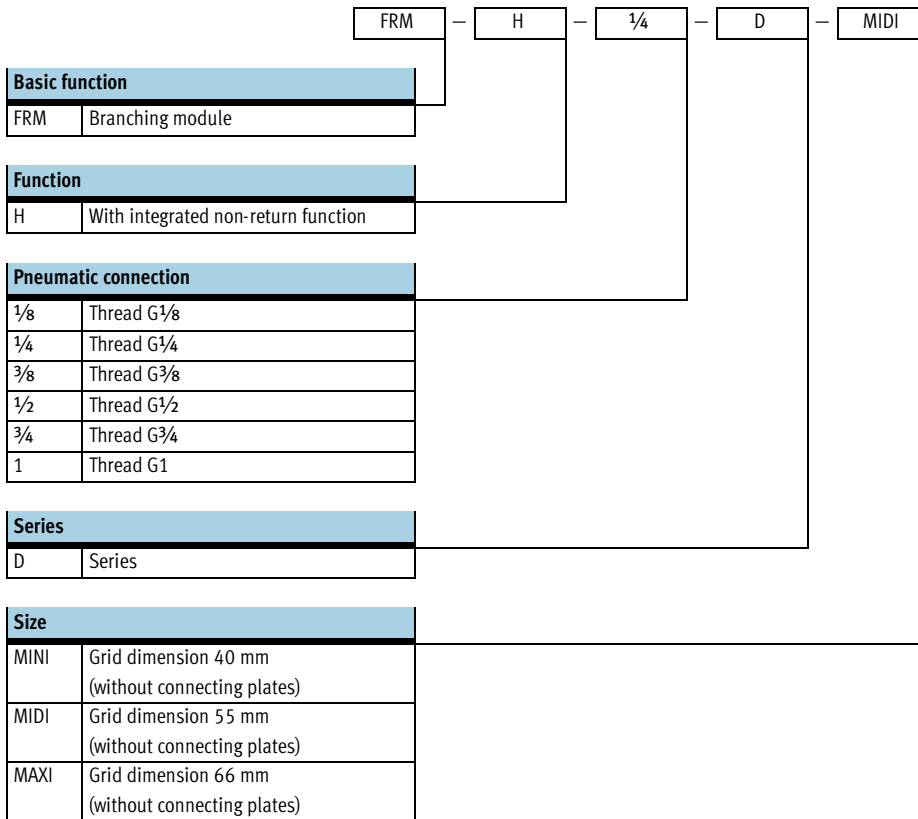 FRM – H – ¼ – D – MIDI
Basic function
FRM Branching module
Function
H With integrated non-return function
Pneumatic connection
⅛ Thread G⅛
¼ Thread G¼
⅜ Thread G⅜
½ Thread G½
¾ Thread G¾
1 Thread G1
Series
D Series
Size
MINI Grid dimension 40 mm
(without connecting plates)
MIDI Grid dimension 55 mm
(without connecting plates)
MAXI Grid dimension 66 mm
(without connecting plates)